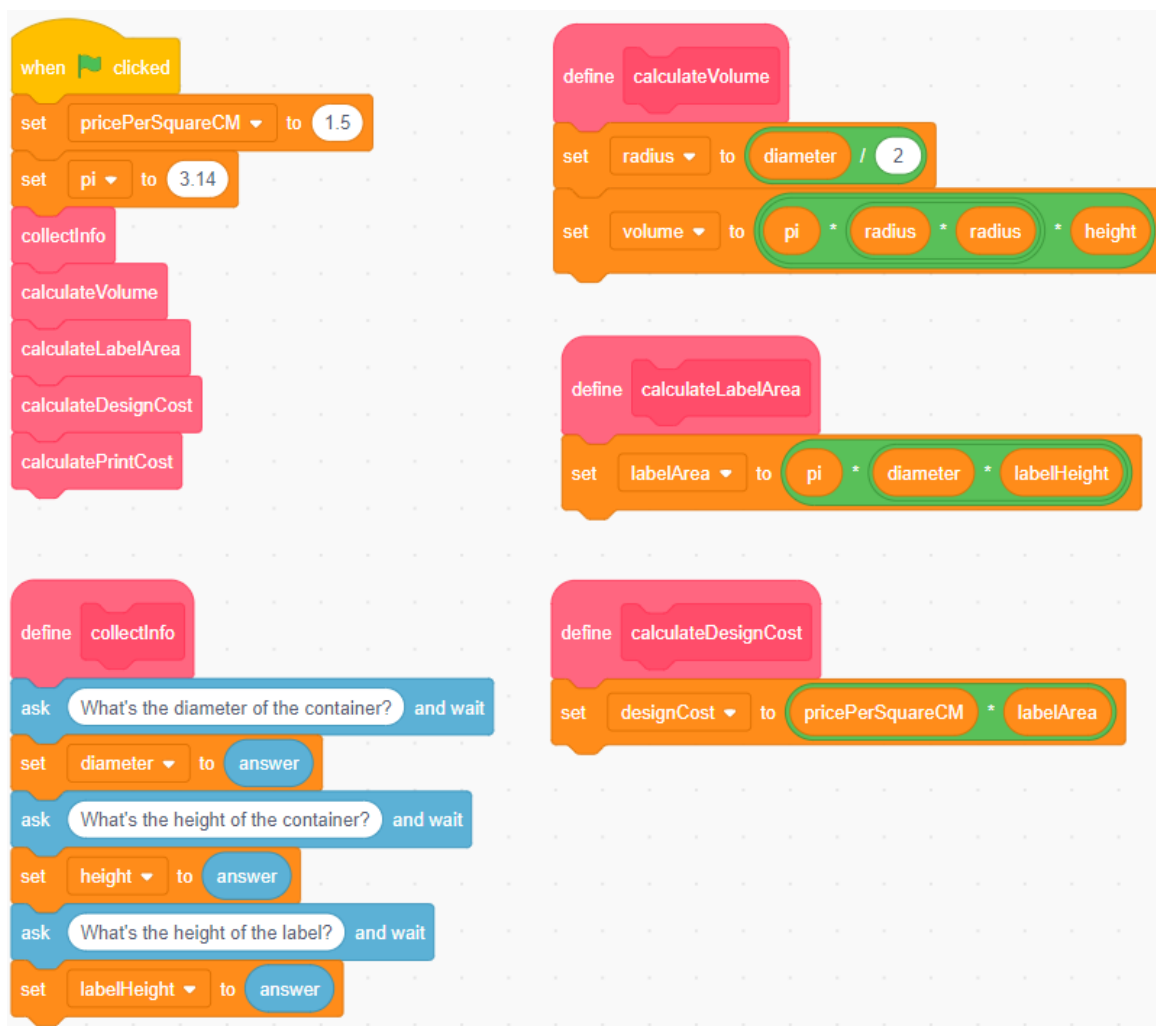 when clicked
set pricePerSquareCM to 1.5
set pi to 3.14
collectInfo
calculateVolume
calculateLabelArea
calculateDesignCost
calculatePrintCost
define collectInfo
ask What's the diameter of the container? and wait
set diameter to answer
ask What's the height of the container? and wait
set height to answer
ask What's the height of the label? and wait
set labelHeight to answer
define calculateVolume
set radius to diameter / 2
set volume to pi * radius * radius * height
define calculateLabelArea
set labelArea to pi * diameter * labelHeight
define calculateDesignCost
set designCost to pricePerSquareCM * labelArea